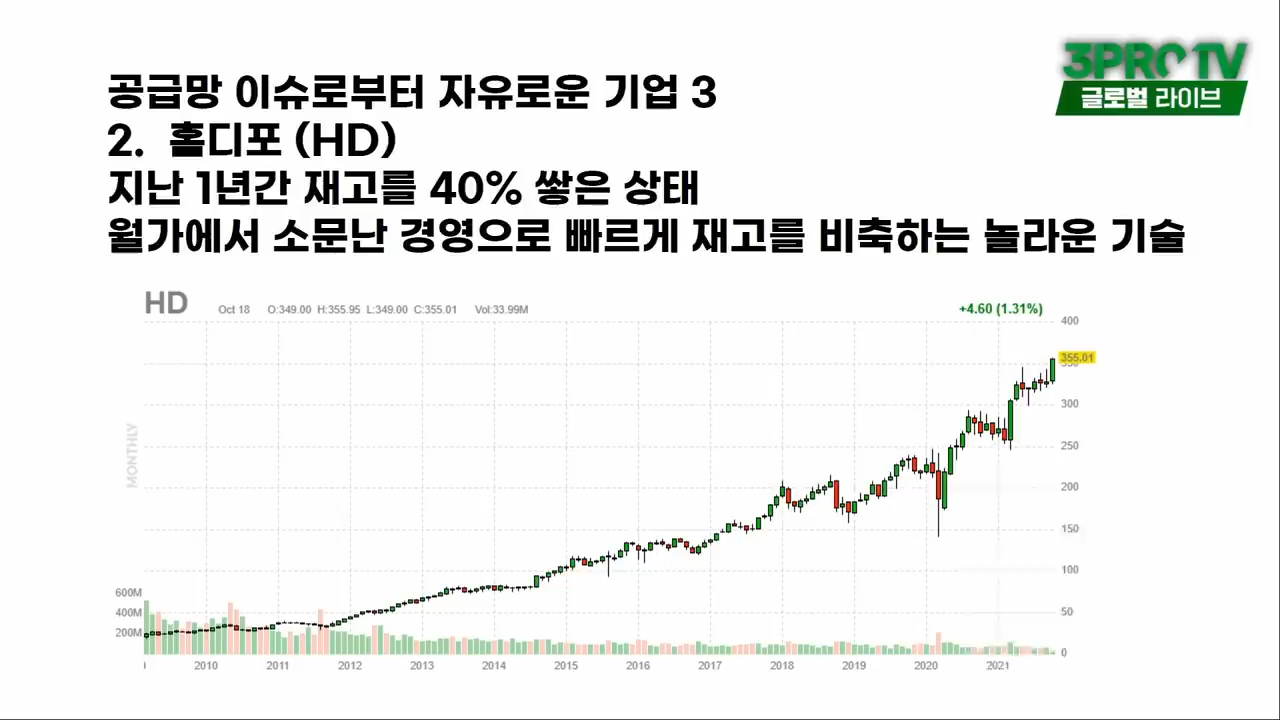 3PRO TV
글로벌 라이브
공급망 이슈로부터 자유로운 기업 3
2. 홈디포 (HD)
지난 1년간 재고를 40% 쌓은 상태
월가에서 소문난 경영으로 빠르게 재고를 비축하는 놀라운 기술
HD Oct 18 O:349.00 H:355.95 L:349.00 C:355.01 Vol:33.99M +4.60 (1.31%)
400
355.01
350
300
250
200
150
100
50
0
MONTHLY
600M
400M
200M
2010 2011 2012 2013 2014 2015 2016 2017 2018 2019 2020 2021